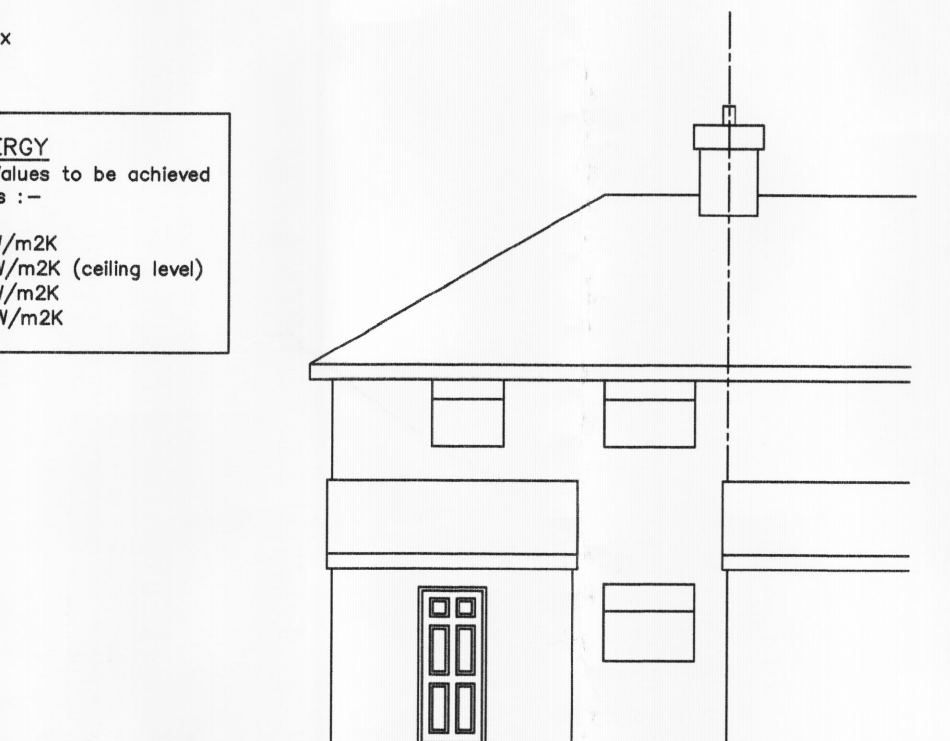 x
ERGY
Values to be achieved
s :-
W/m2K
W/m2K (ceiling level)
W/m2K
W/m2K